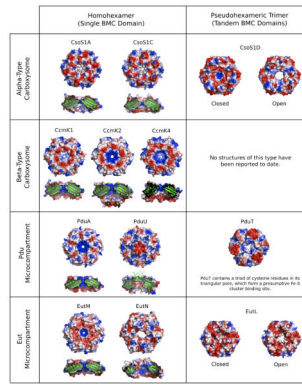 Homohexamer
(Single BMC Domain)
Pseudohexameric Trimer
(Tandem BMC Domains)
Alpha-Type
Carboxysome
CsoS1A
CsoS1C
CsoS1D
Closed
Open
Beta-Type
Carboxysome
CcmK1
CcmK2
CcmK4
No structures of this type have
been reported to date.
Pdu
Microcompartment
PduA
PduU
PduT
PduT contains a triad of cysteine residues in its
triangular pore, which form a presumptive Fe-S
cluster binding site.
Eut
Microcompartment
EutM
EutN
EutL
Closed
Open